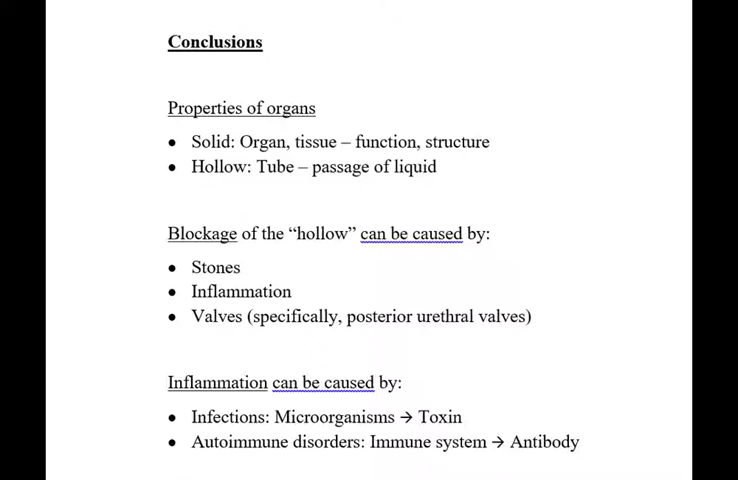 Conclusions
Properties of organs
• Solid: Organ, tissue – function, structure
• Hollow: Tube – passage of liquid
Blockage of the “hollow” can be caused by:
• Stones
• Inflammation
• Valves (specifically, posterior urethral valves)
Inflammation can be caused by:
• Infections: Microorganisms → Toxin
• Autoimmune disorders: Immune system → Antibody